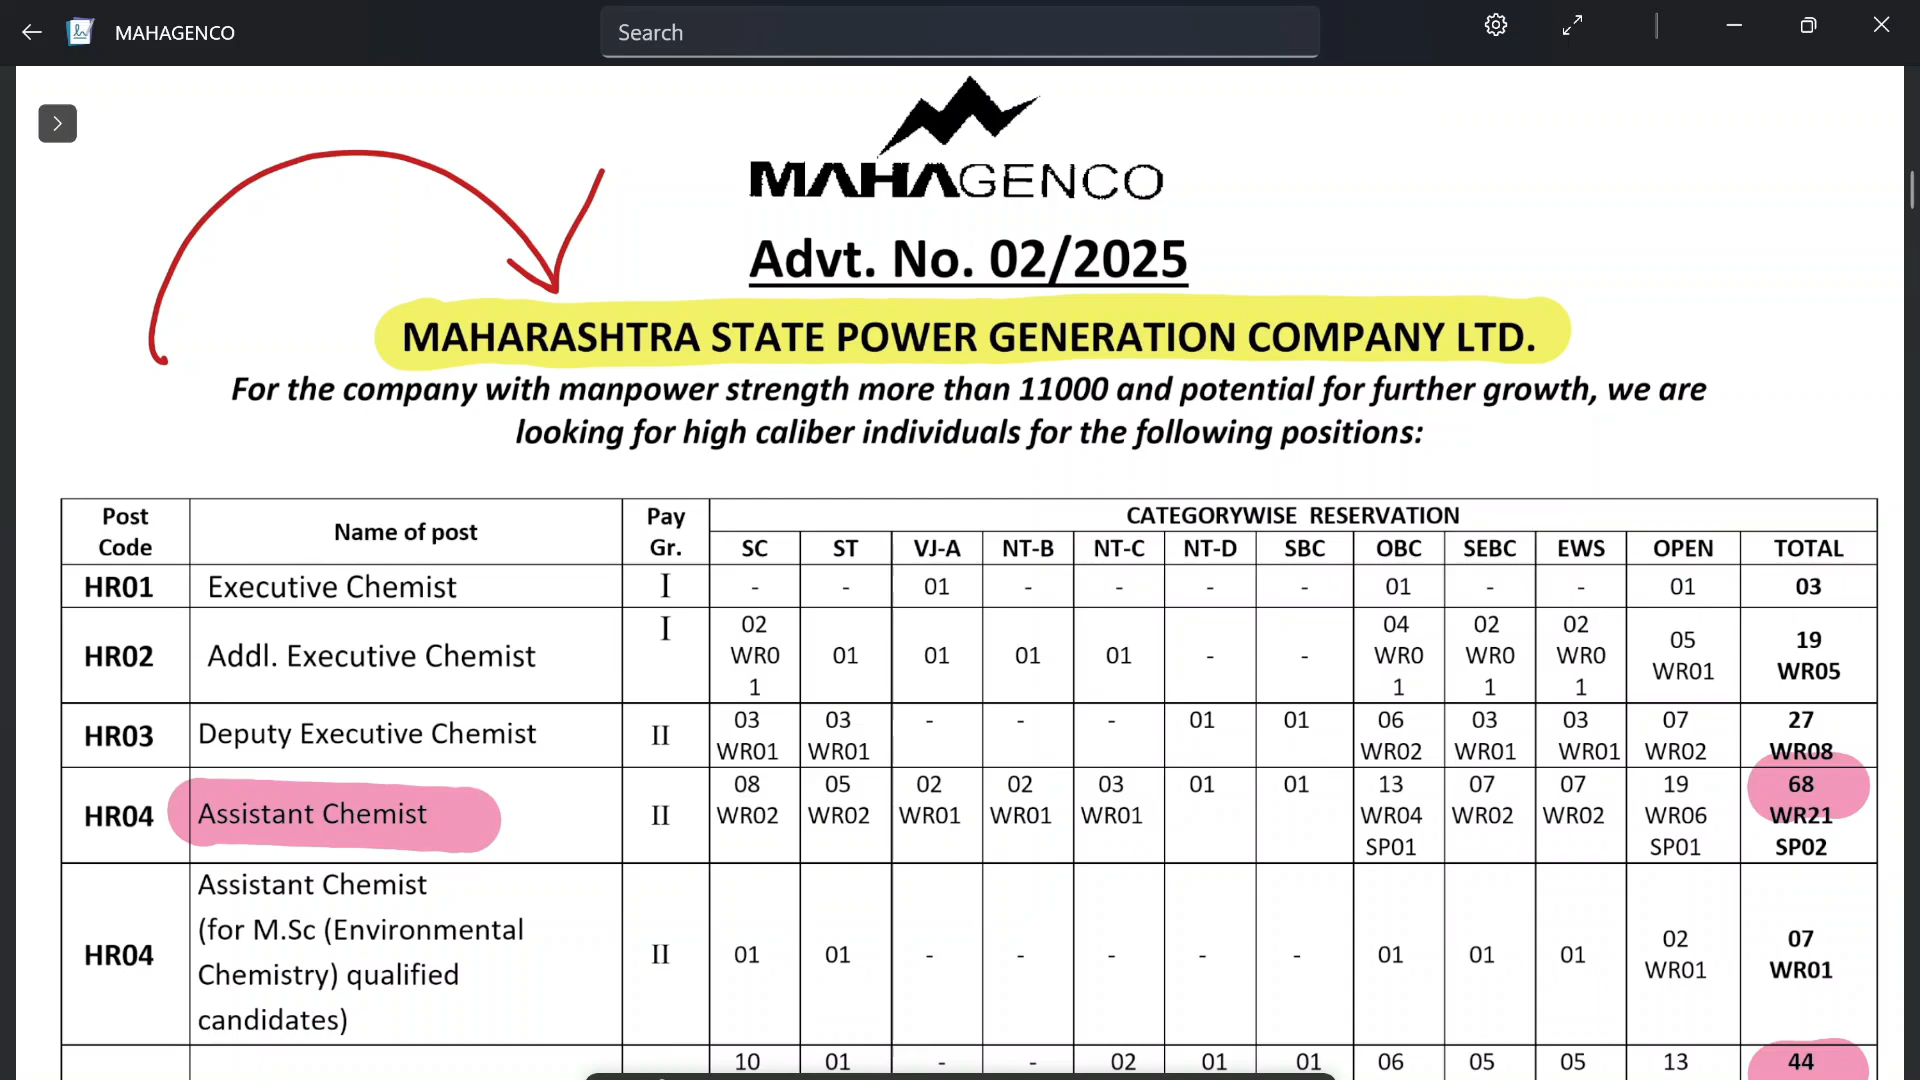 MAHAGENCO
Search
MAHAGENCO
Advt. No. 02/2025
MAHARASHTRA STATE POWER GENERATION COMPANY LTD.
For the company with manpower strength more than 11000 and potential for further growth, we are
looking for high caliber individuals for the following positions:
Post Code Name of post Pay Gr. CATEGORYWISE RESERVATION
SC ST VJ-A NT-B NT-C NT-D SBC OBC SEBC EWS OPEN TOTAL
HR01 Executive Chemist I - - 01 - - - - 01 - - 01 03
HR02 Addl. Executive Chemist I 02 WR01 01 01 01 01 - - 04 WR01 02 WR01 02 WR01 05 WR01 19 WR05
HR03 Deputy Executive Chemist II 03 WR01 03 WR01 - - - 01 01 06 WR02 03 WR01 03 WR01 07 WR02 27 WR08
HR04 Assistant Chemist II 08 WR02 05 WR02 02 WR01 02 WR01 03 WR01 01 01 13 WR04 SP01 07 WR02 07 WR02 19 WR06 SP01 68 WR21 SP02
HR04 Assistant Chemist (for M.Sc (Environmental Chemistry) qualified candidates) II 01 01 - - - - - 01 01 01 02 WR01 07 WR01
10 01 - - 02 01 01 06 05 05 13 44